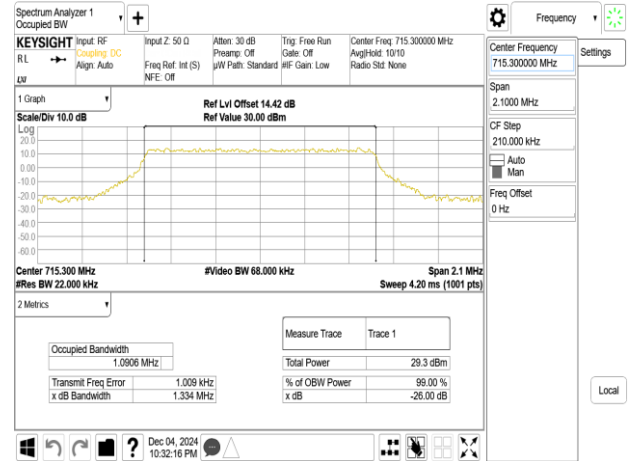 Spectrum Analyzer 1
Occupied BW
+
Frequency
KEYSIGHT
RL
LXI
Input: RF
Coupling: DC
Align: Auto
Input Z: 50 Ω
Freq Ref: Int (S)
NFE: Off
Atten: 30 dB
Preamp: Off
µW Path: Standard
Trig: Free Run
Gate: Off
#IF Gain: Low
Center Freq: 715.300000 MHz
Avg|Hold: 10/10
Radio Std: None
Center Frequency
715.300000 MHz
Settings
Span
2.1000 MHz
CF Step
210.000 kHz
Auto
Man
Freq Offset
0 Hz
Local
1 Graph
Scale/Div 10.0 dB
Ref Lvl Offset 14.42 dB
Ref Value 30.00 dBm
Log
20.0
10.0
0.00
-10.0
-20.0
-30.0
-40.0
-50.0
-60.0
Center 715.300 MHz
#Video BW 68.000 kHz
Span 2.1 MHz
#Res BW 22.000 kHz
Sweep 4.20 ms (1001 pts)
2 Metrics
Measure Trace Trace 1
Occupied Bandwidth
1.0906 MHz
Total Power 29.3 dBm
Transmit Freq Error 1.009 kHz
% of OBW Power 99.00 %
x dB Bandwidth 1.334 MHz
x dB -26.00 dB
?
Dec 04, 2024
10:32:16 PM